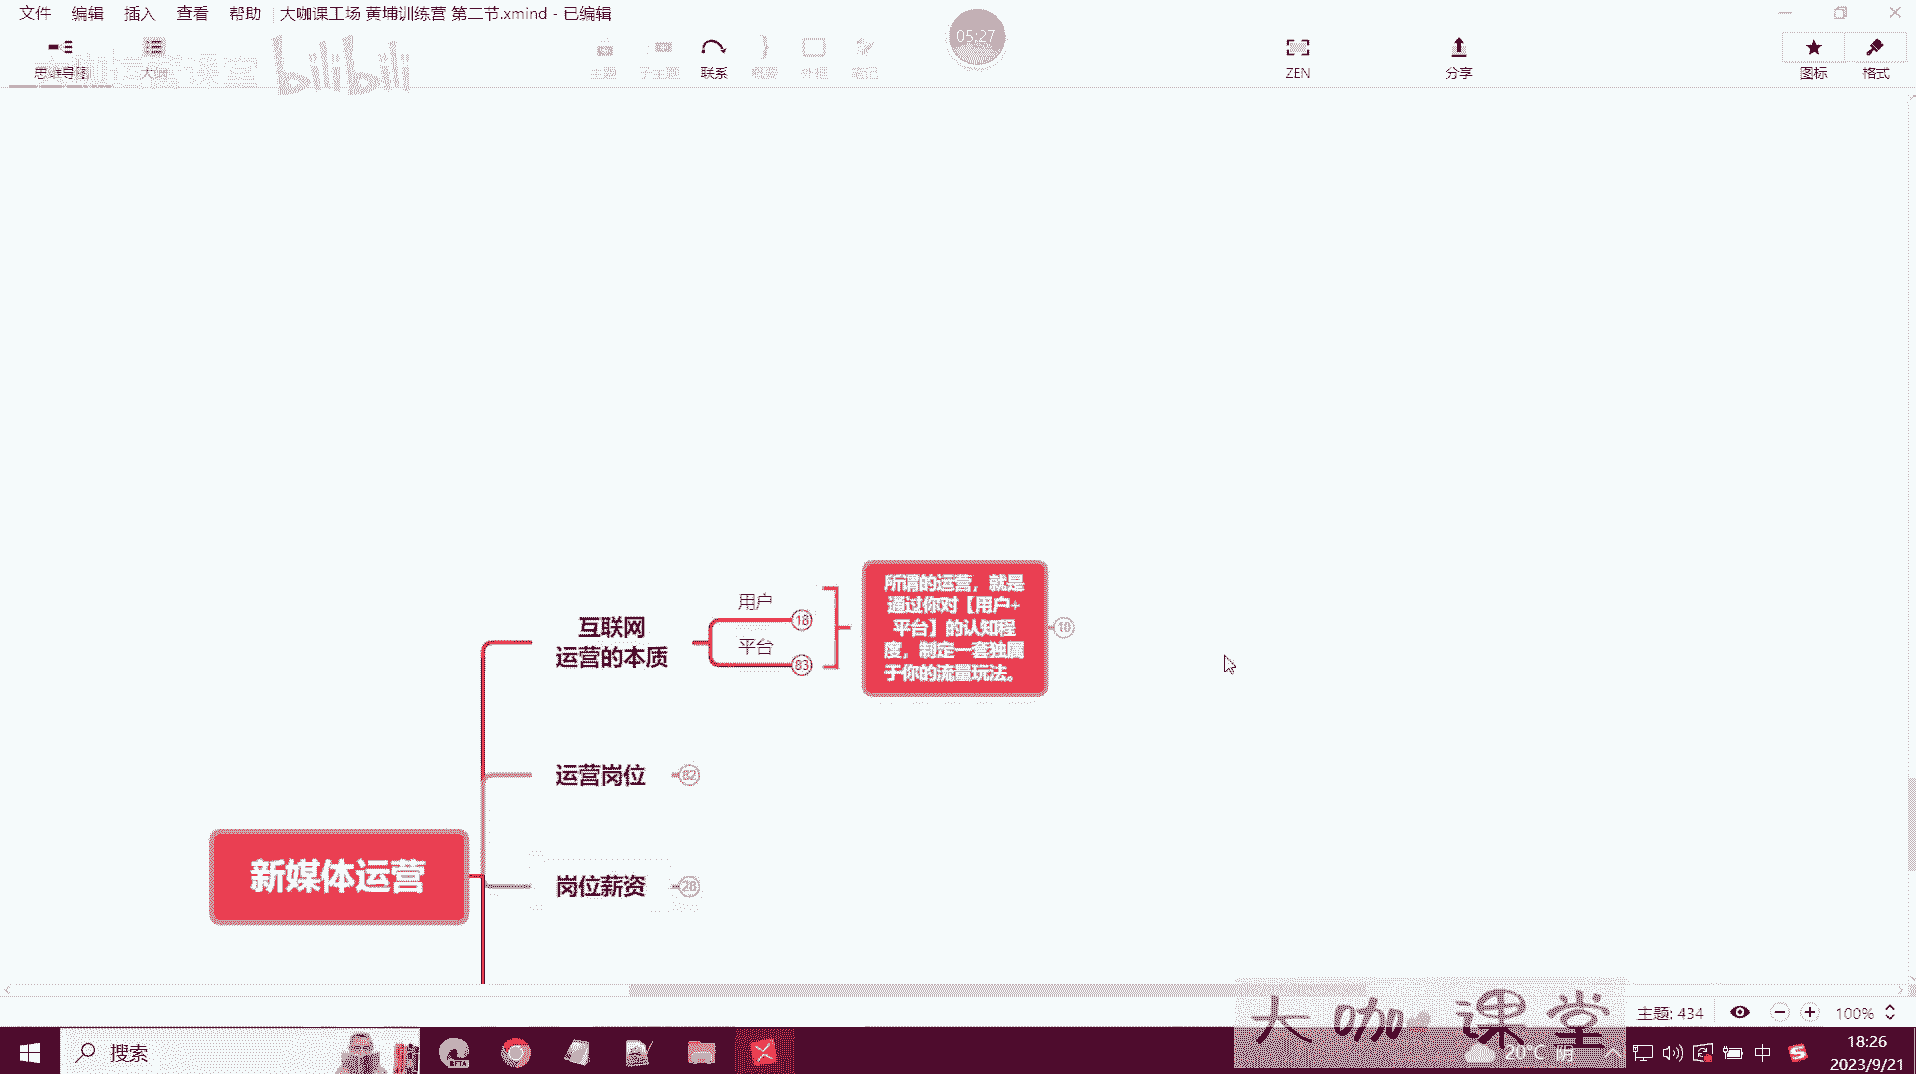 文件 编辑 插入 查看 帮助 大咖课工场 黄埔训练营 第二节.xmind - 已编辑
05:27
思维导图 大纲 主题 子主题 联系 概要 外框 笔记 ZEN 分享 图标 格式
bilibili
用户
18
平台
83
互联网
运营的本质
所谓的运营，就是
通过你对【用户+
平台】的认知程
度，制定一套独属
于你的流量玩法。
10
运营岗位
82
新媒体运营
岗位薪资
28
大咖课堂
主题: 434
100%
搜索
20°C 阴
中
18:26
2023/9/21